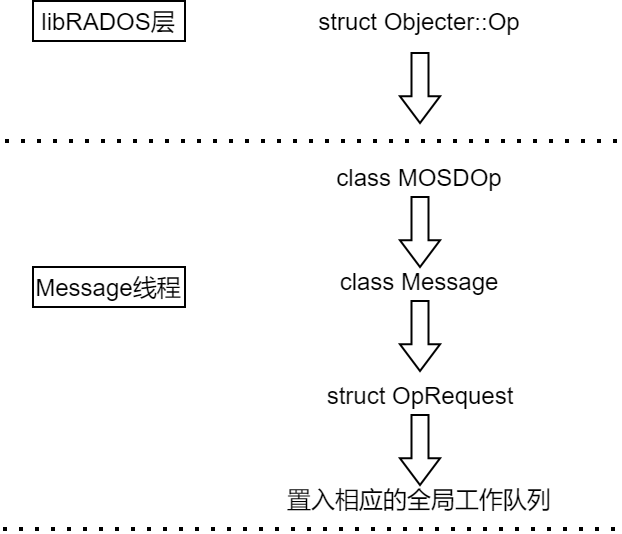 libRADOS层
struct Objecter::Op
class MOSDOp
class Message
Message线程
struct OpRequest
置入相应的全局工作队列